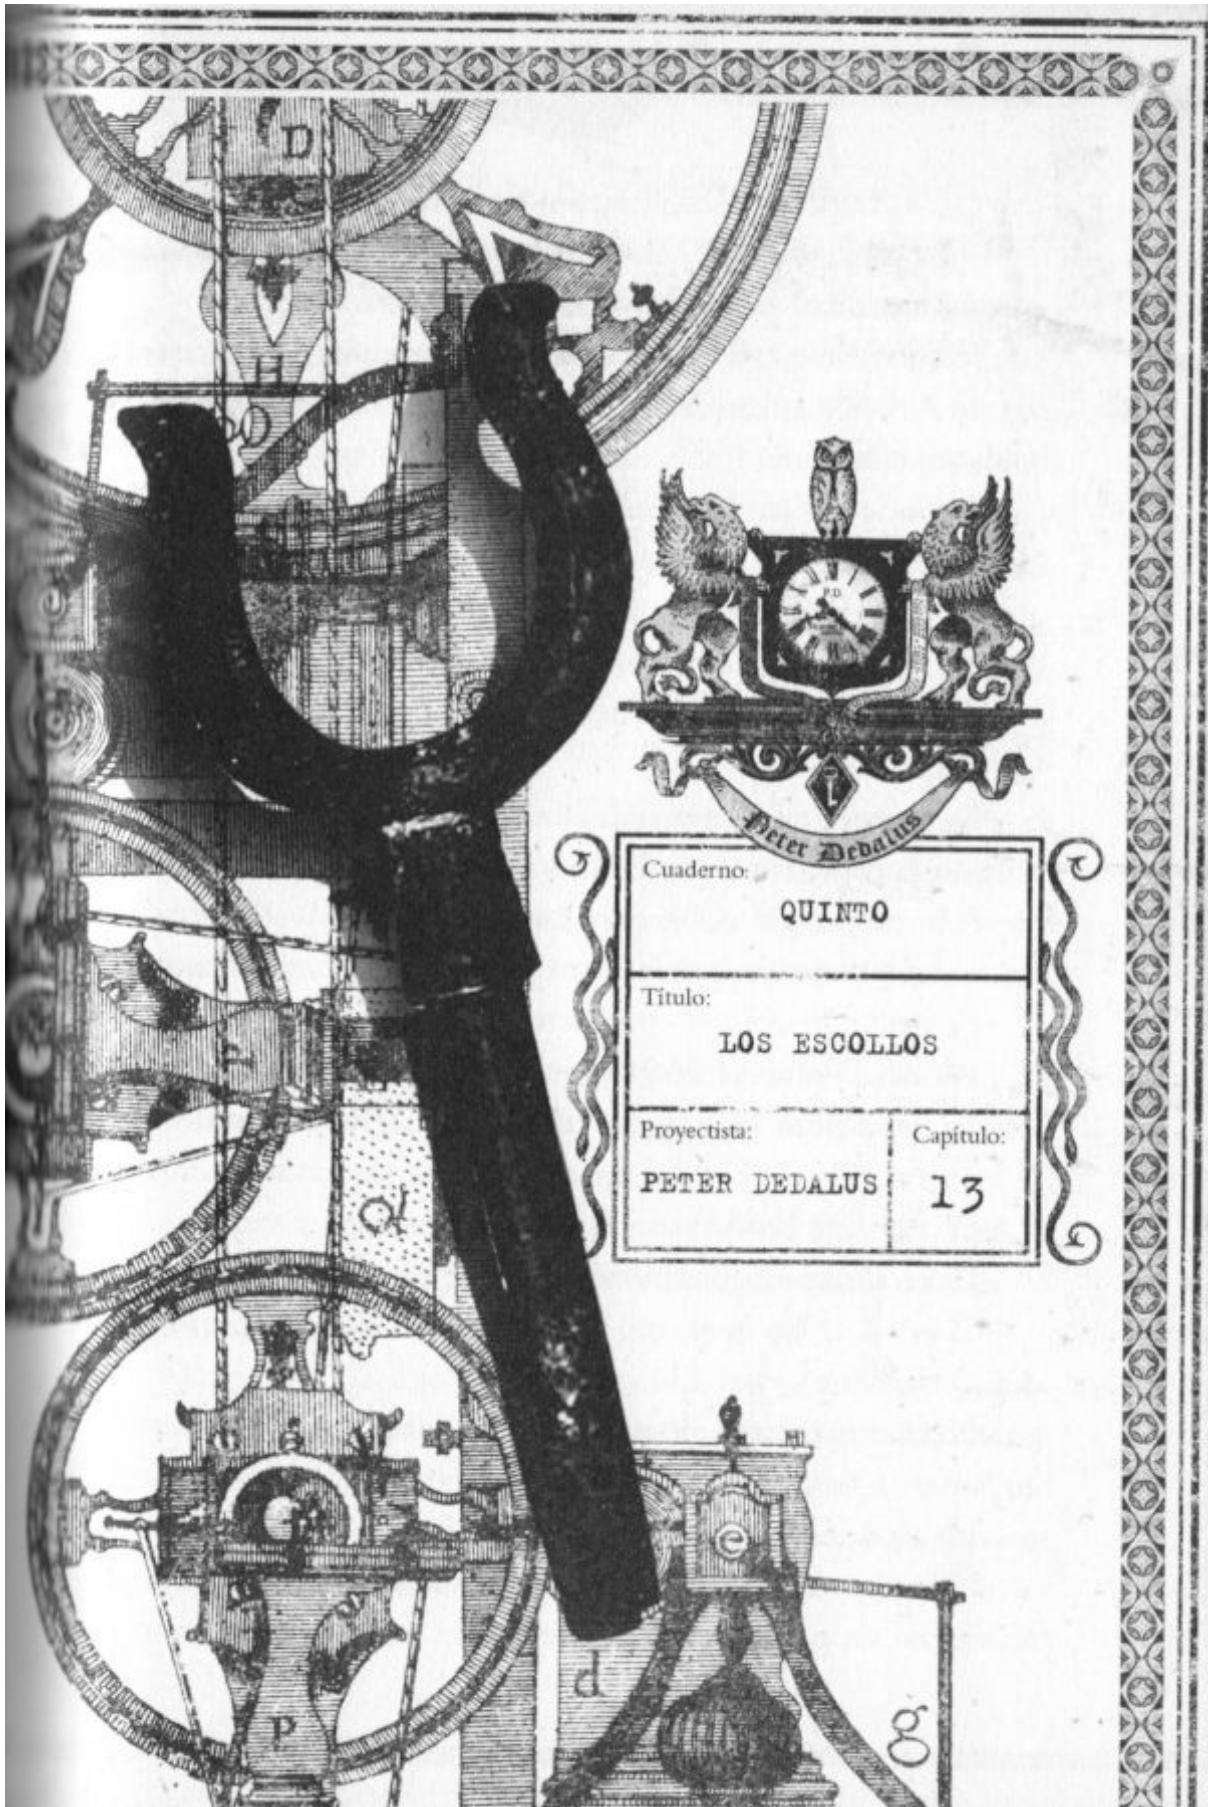 D
H
P.D.
L
Peter Dedalus
Cuaderno:
QUINTO
Título:
LOS ESCOLLOS
Proyectista:
PETER DEDALUS
Capítulo:
13
d
e
p
d
g